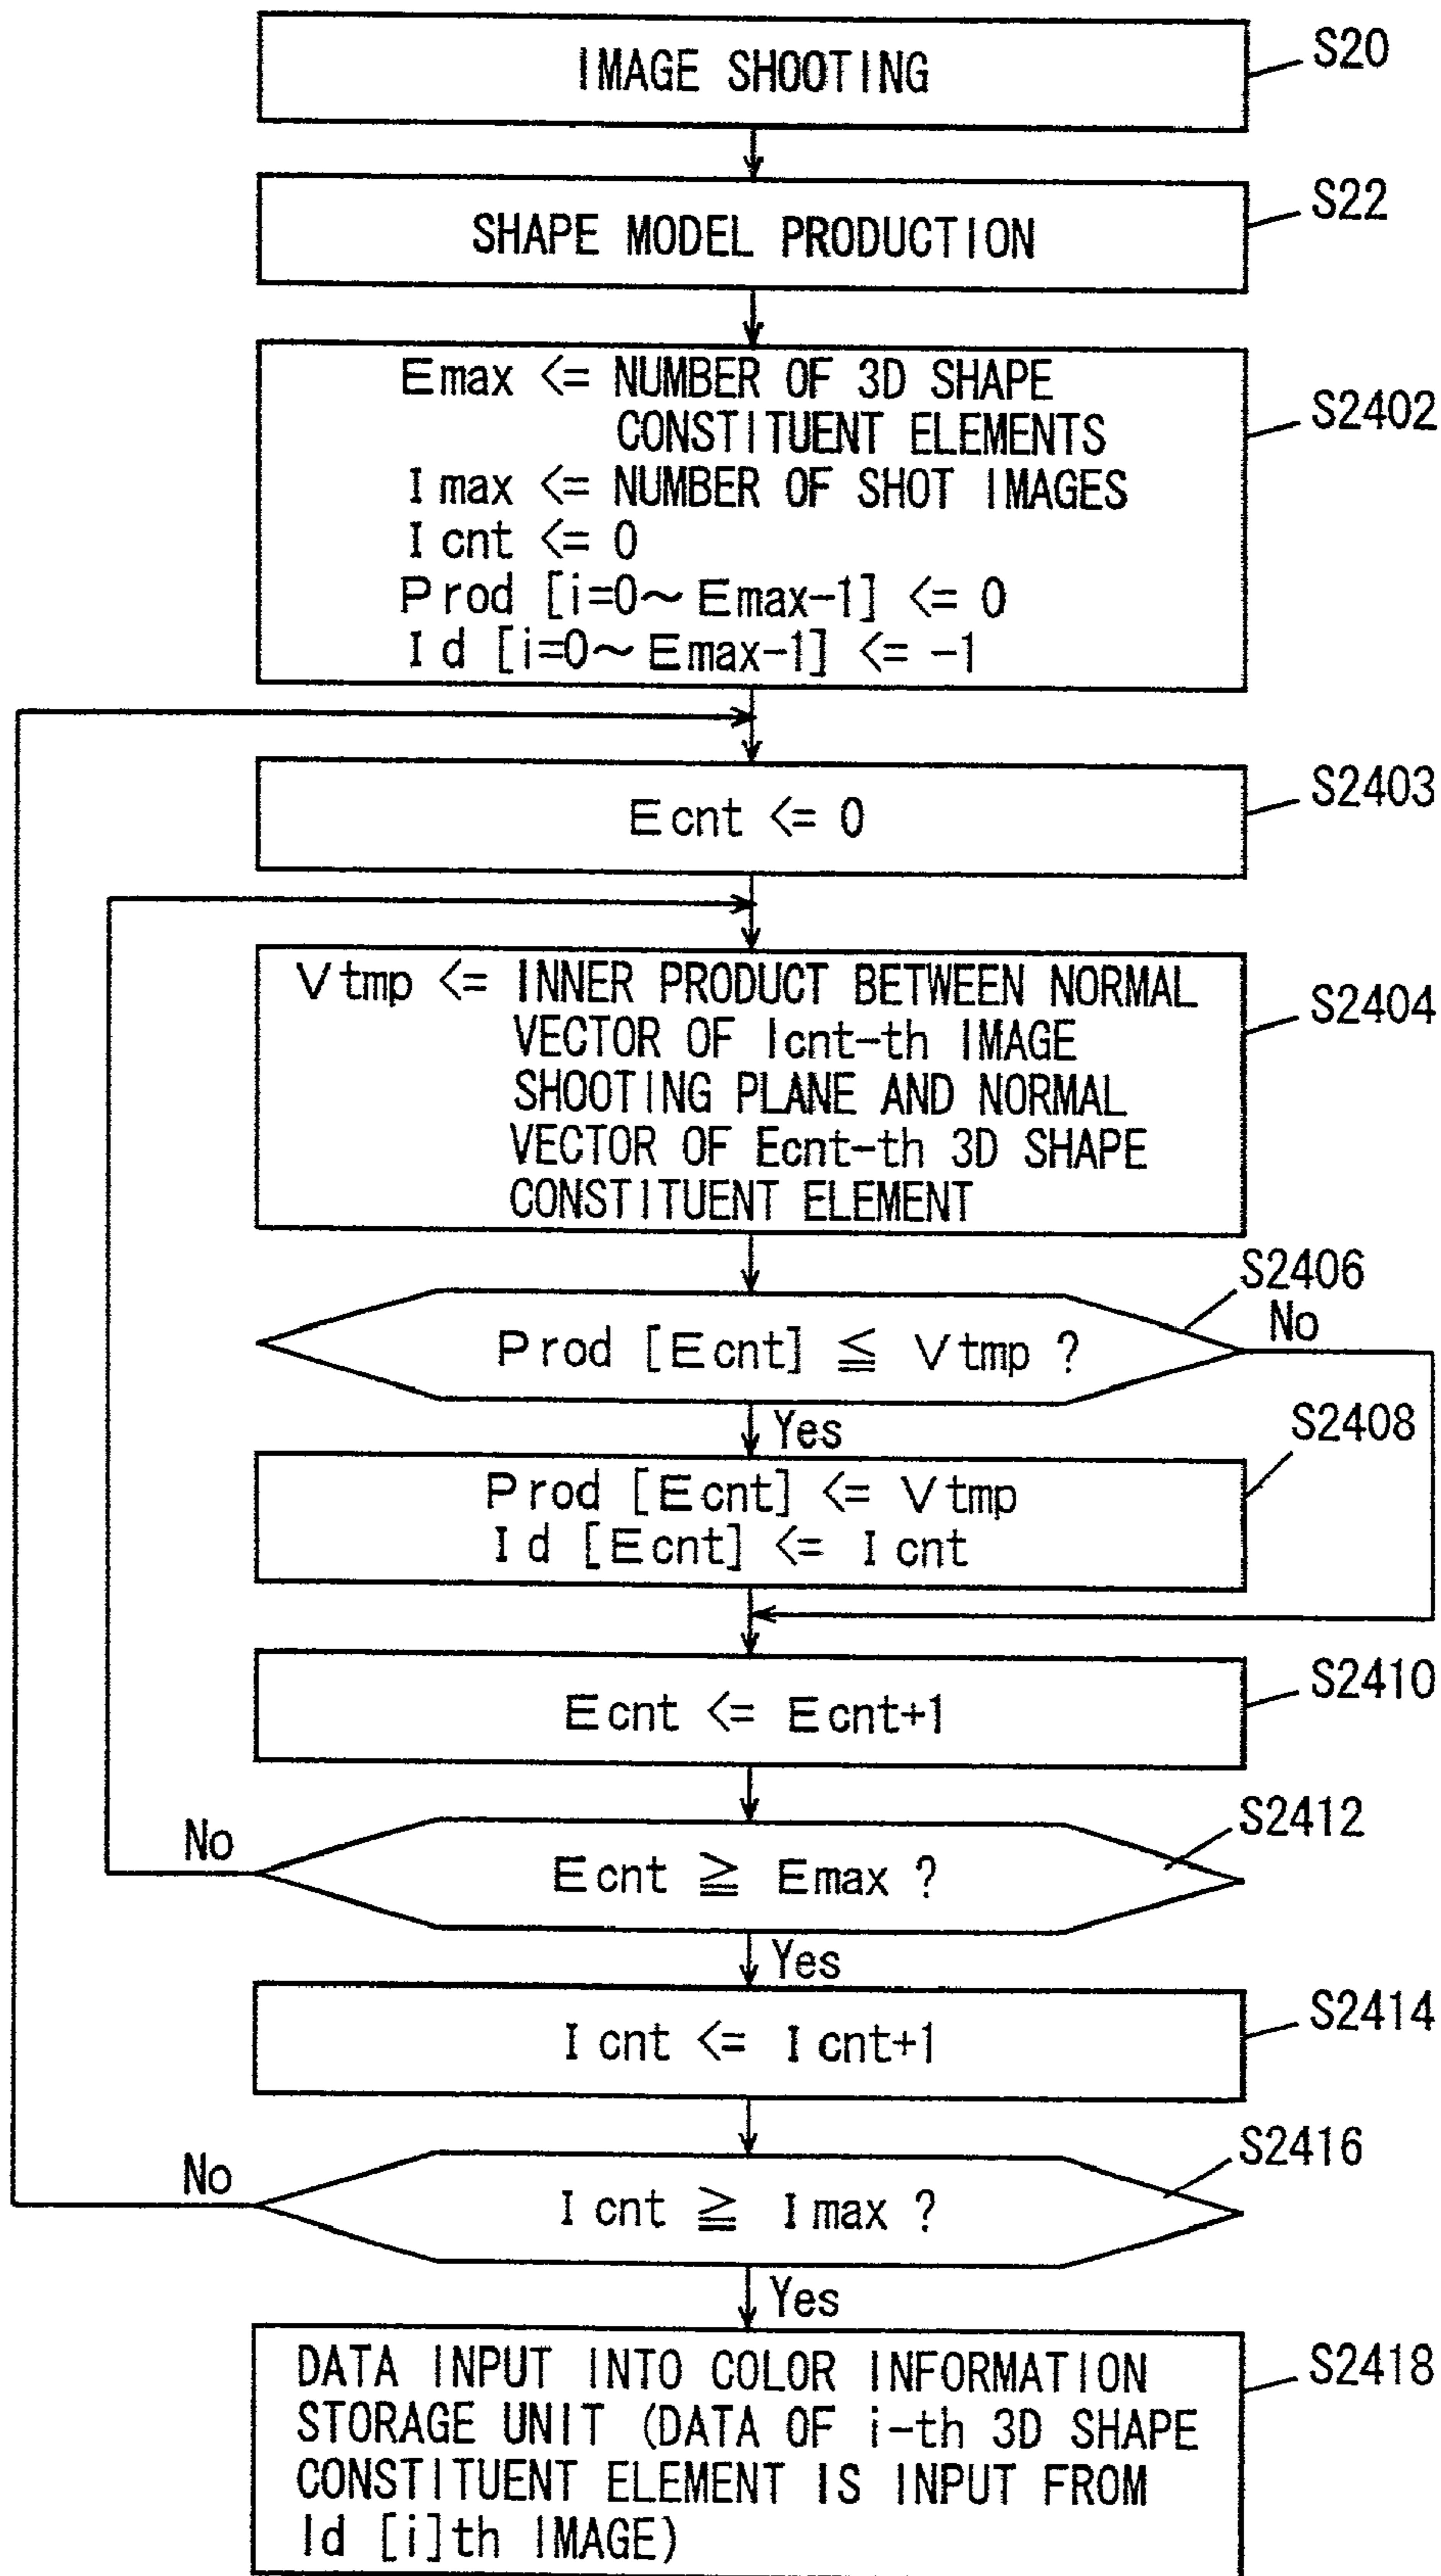 IMAGE SHOOTING
S20
SHAPE MODEL PRODUCTION
S22
Emax <= NUMBER OF 3D SHAPE
CONSTITUENT ELEMENTS
Imax <= NUMBER OF SHOT IMAGES
Icnt <= 0
Prod [i=0~Emax-1] <= 0
Id [i=0~Emax-1] <= -1
S2402
Ecnt <= 0
S2403
Vtmp <= INNER PRODUCT BETWEEN NORMAL
VECTOR OF Icnt-th IMAGE
SHOOTING PLANE AND NORMAL
VECTOR OF Ecnt-th 3D SHAPE
CONSTITUENT ELEMENT
S2404
S2406
Prod [Ecnt] ≦ Vtmp ?
No
Yes
S2408
Prod [Ecnt] <= Vtmp
Id [Ecnt] <= Icnt
Ecnt <= Ecnt+1
S2410
S2412
No
Ecnt ≧ Emax ?
Yes
Icnt <= Icnt+1
S2414
S2416
No
Icnt ≧ Imax ?
Yes
DATA INPUT INTO COLOR INFORMATION
STORAGE UNIT (DATA OF i-th 3D SHAPE
CONSTITUENT ELEMENT IS INPUT FROM
Id [i]th IMAGE)
S2418